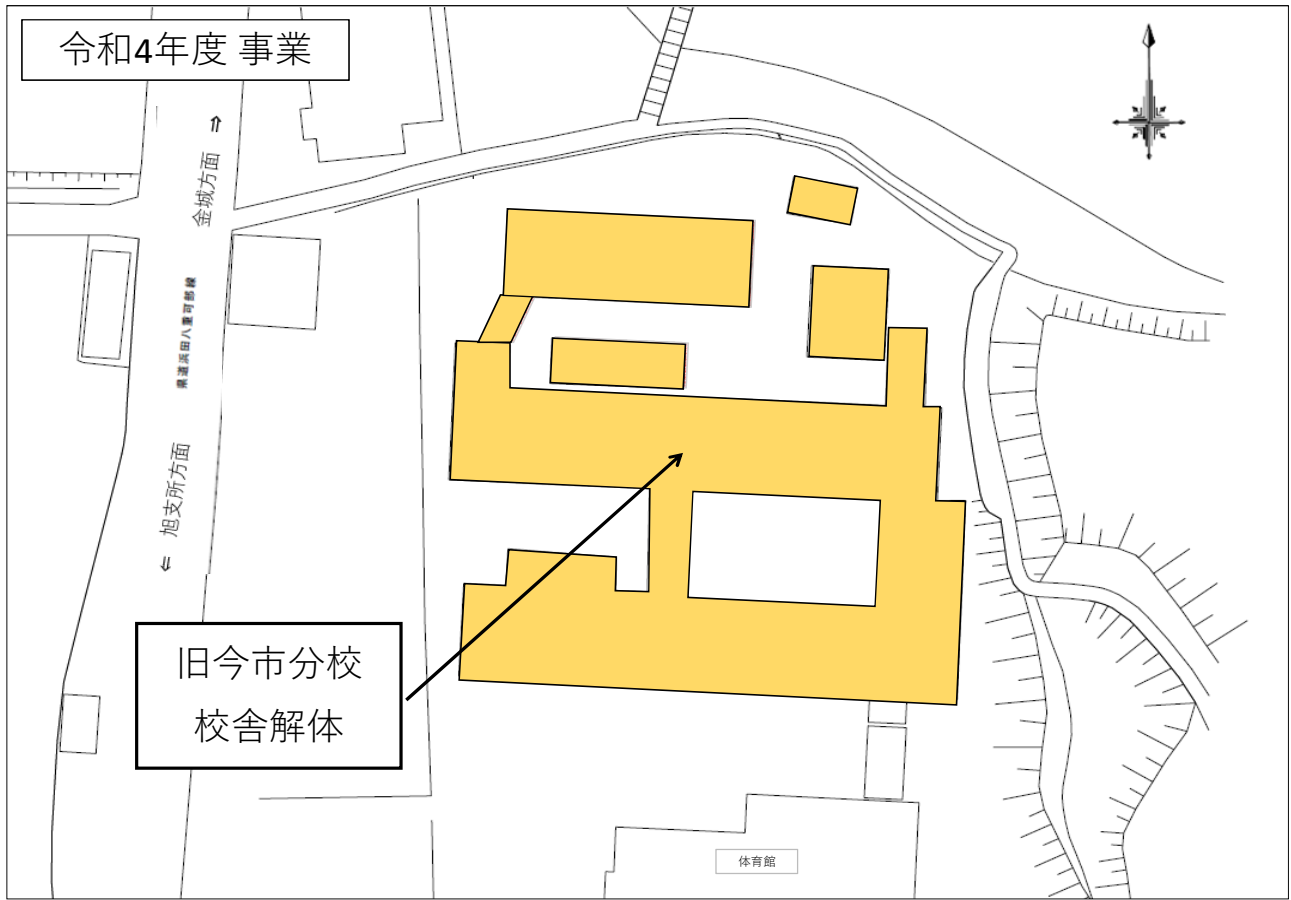 令和4年度 事業
金城方面 ⇒
県道浜田八重可部線
⇐ 旭支所方面
旧今市分校
校舎解体
体育館